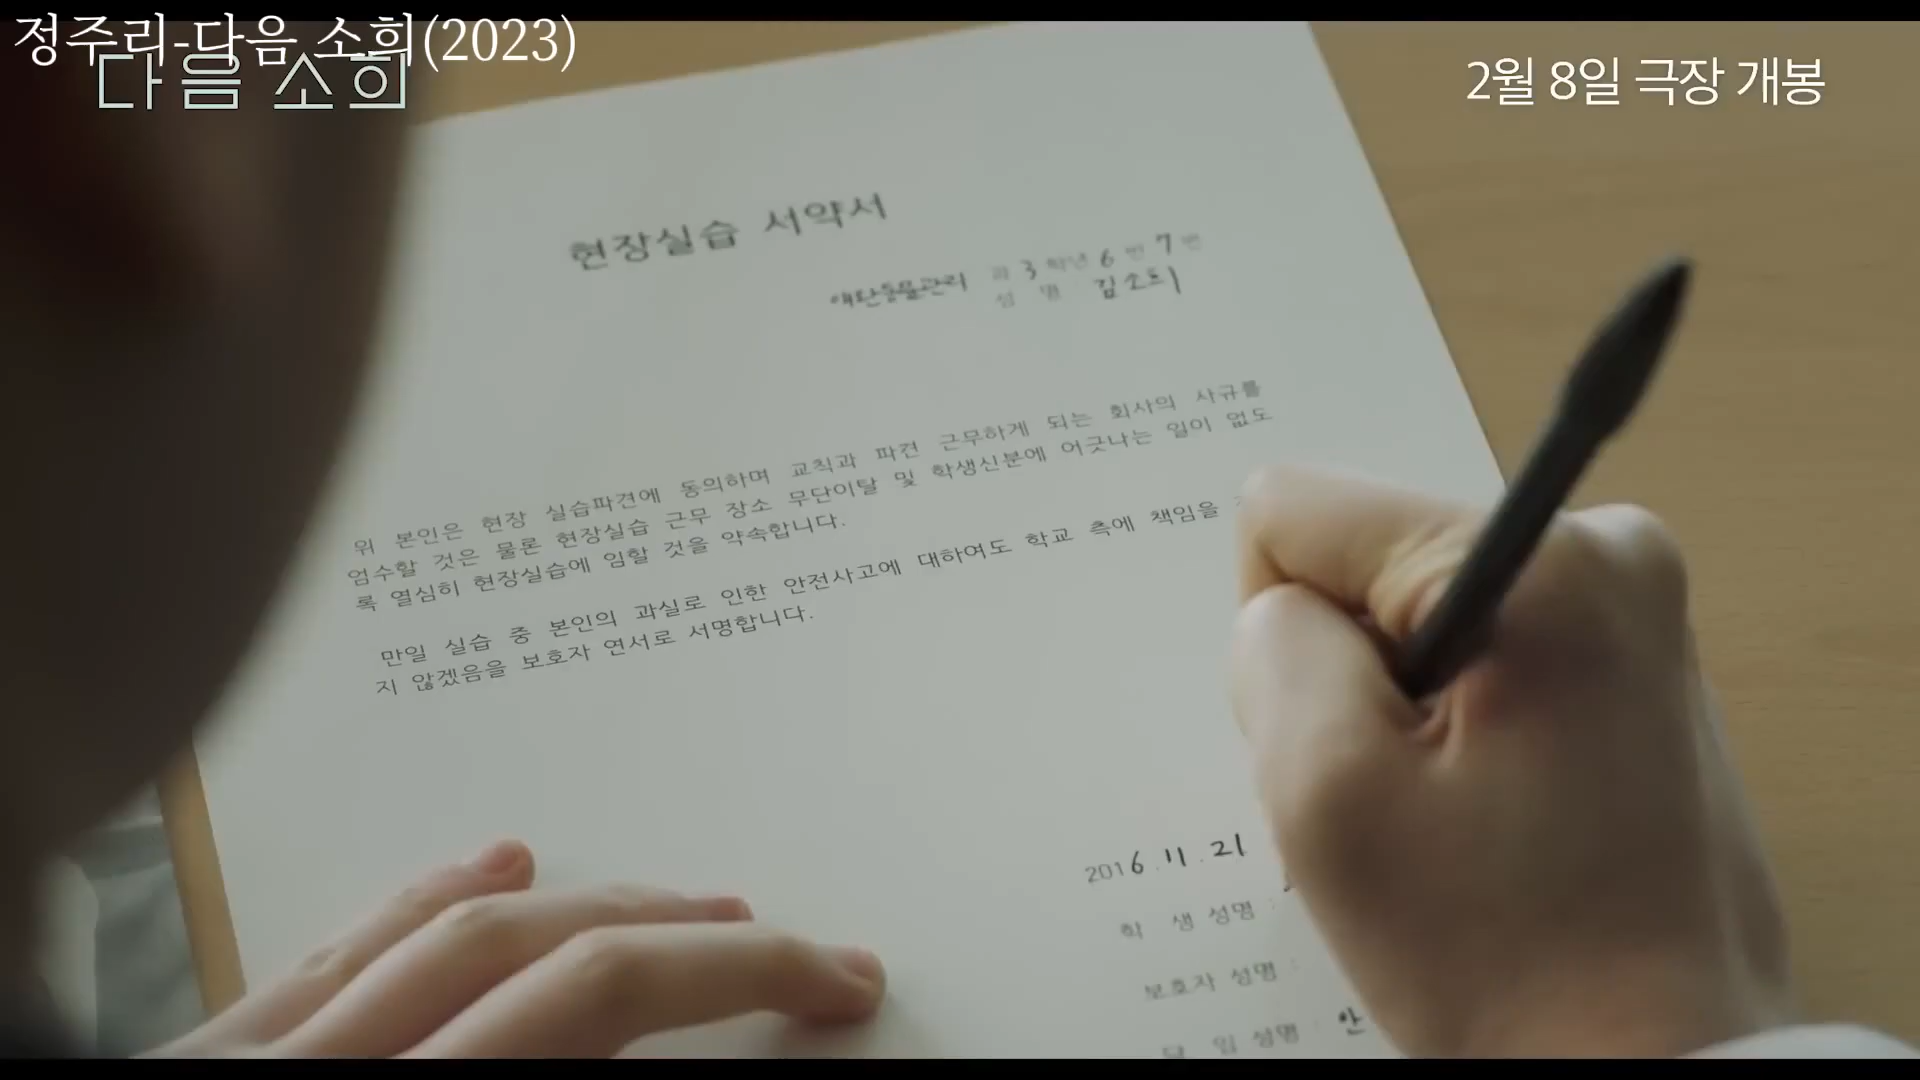 정주리-다음 소희(2023)
다음 소희
2월 8일 극장 개봉
현장실습 서약서
애완동물관리 과 3 학년 6 반 7 번
성 명 김소희
위 본인은 현장 실습파견에 동의하며 교칙과 파견 근무하게 되는 회사의 사규를
엄수할 것은 물론 현장실습 근무 장소 무단이탈 및 학생신분에 어긋나는 일이 없도
록 열심히 현장실습에 임할 것을 약속합니다.
만일 실습 중 본인의 과실로 인한 안전사고에 대하여도 학교 측에 책임을
지 않겠음을 보호자 연서로 서명합니다.
2016 . 11 . 21
학 생 성명 :
보호자 성명 :
담 임 성명 : 안